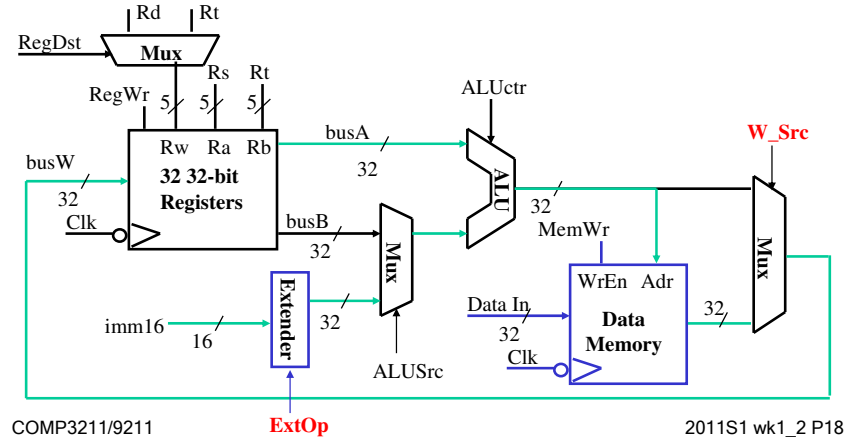 Rd Rt
RegDst
Mux
Rs Rt
RegWr
5 5 5
ALUctr
busA
32
W_Src
Rw Ra Rb
busW
32
32 32-bit
Registers
Clk
busB
32
Mux
ALU
32
Mux
MemWr
WrEn Adr
Data In
32
Data
Memory
32
Clk
imm16
16
Extender
32
ALUSrc
ExtOp
COMP3211/9211
2011S1 wk1_2 P18